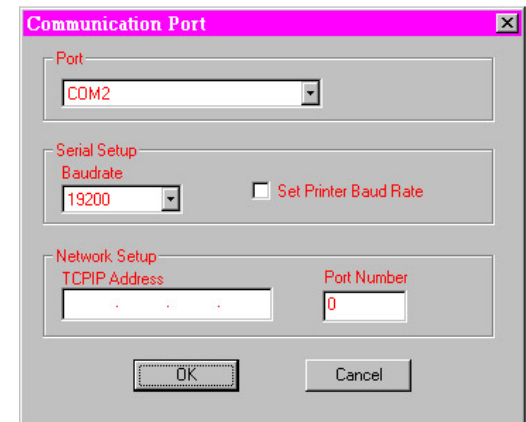 Communication Port
Port
COM2
Serial Setup
Baudrate
19200
Set Printer Baud Rate
Network Setup
TCPIP Address
Port Number
. . .
0
OK
Cancel